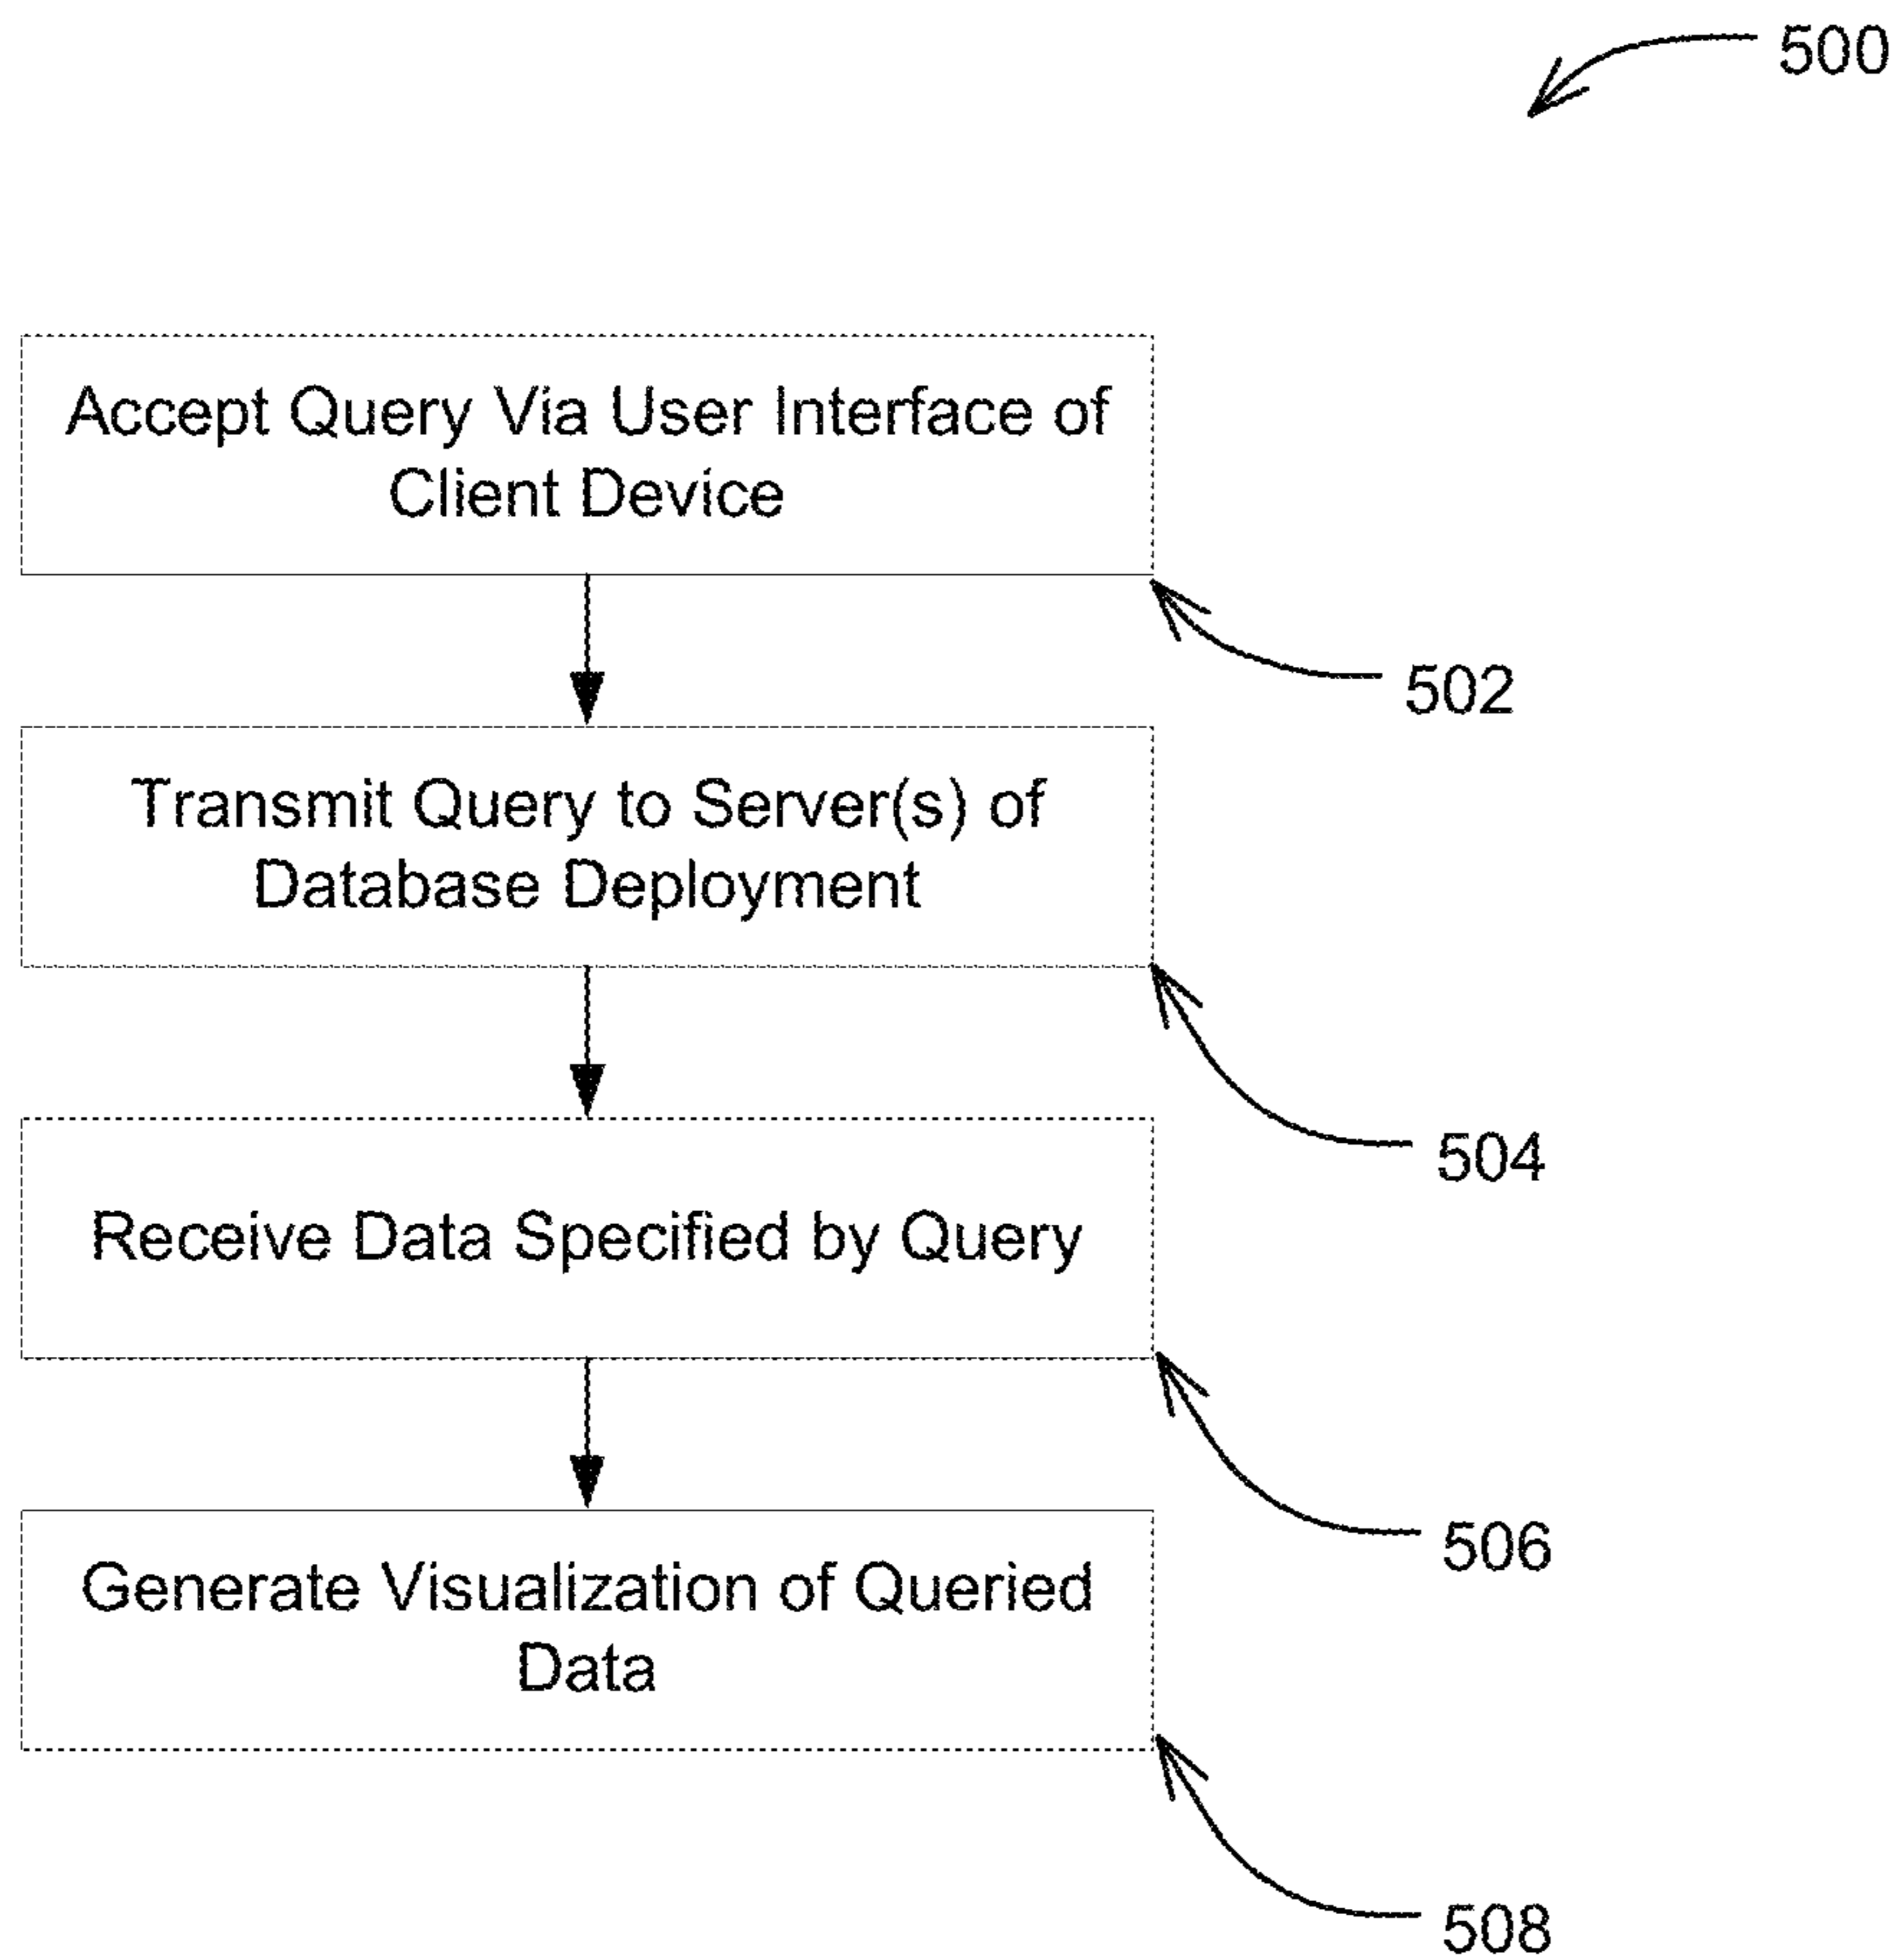 500
Accept Query Via User Interface of
Client Device
502
Transmit Query to Server(s) of
Database Deployment
504
Receive Data Specified by Query
506
Generate Visualization of Queried
Data
508